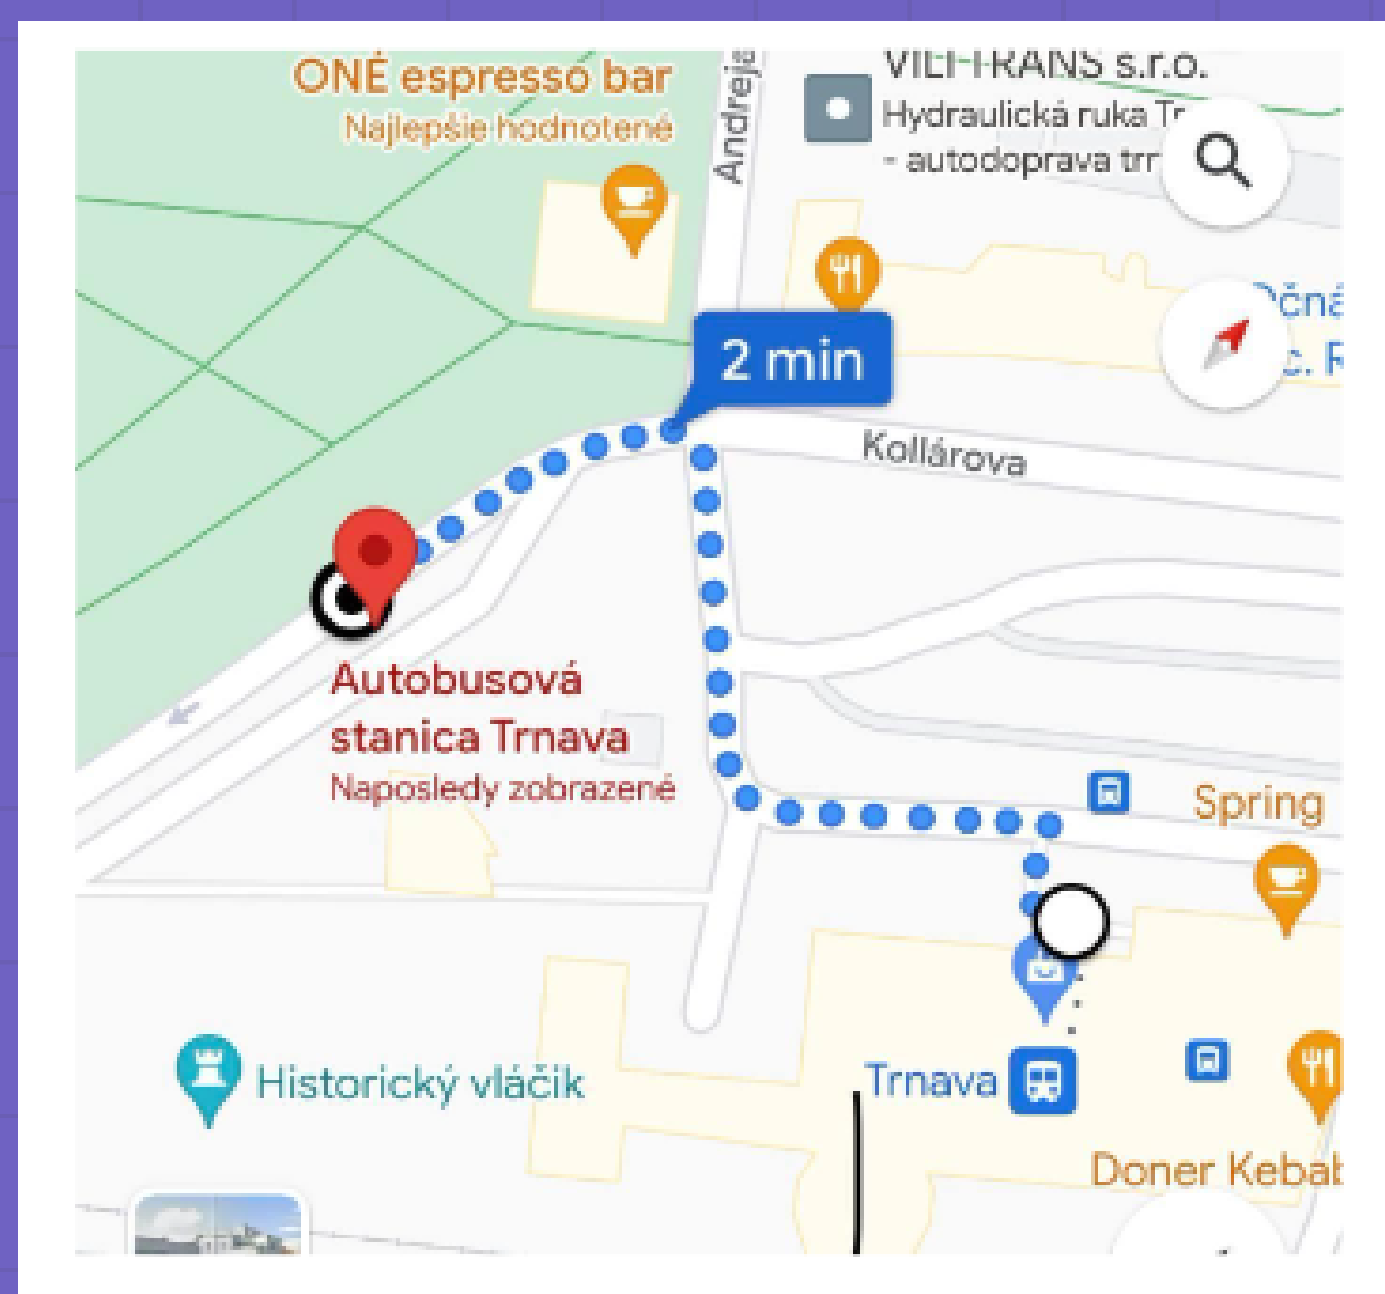 ONE espresso bar
Najlepšie hodnotené
Andreja
VILI-TRANS s.r.o.
Hydraulická ruka
- autodoprava
2 min
Kollárova
Autobusová
stanica Trnava
Naposledy zobrazené
Spring
Historický vláčik
Trnava
Doner Kebab